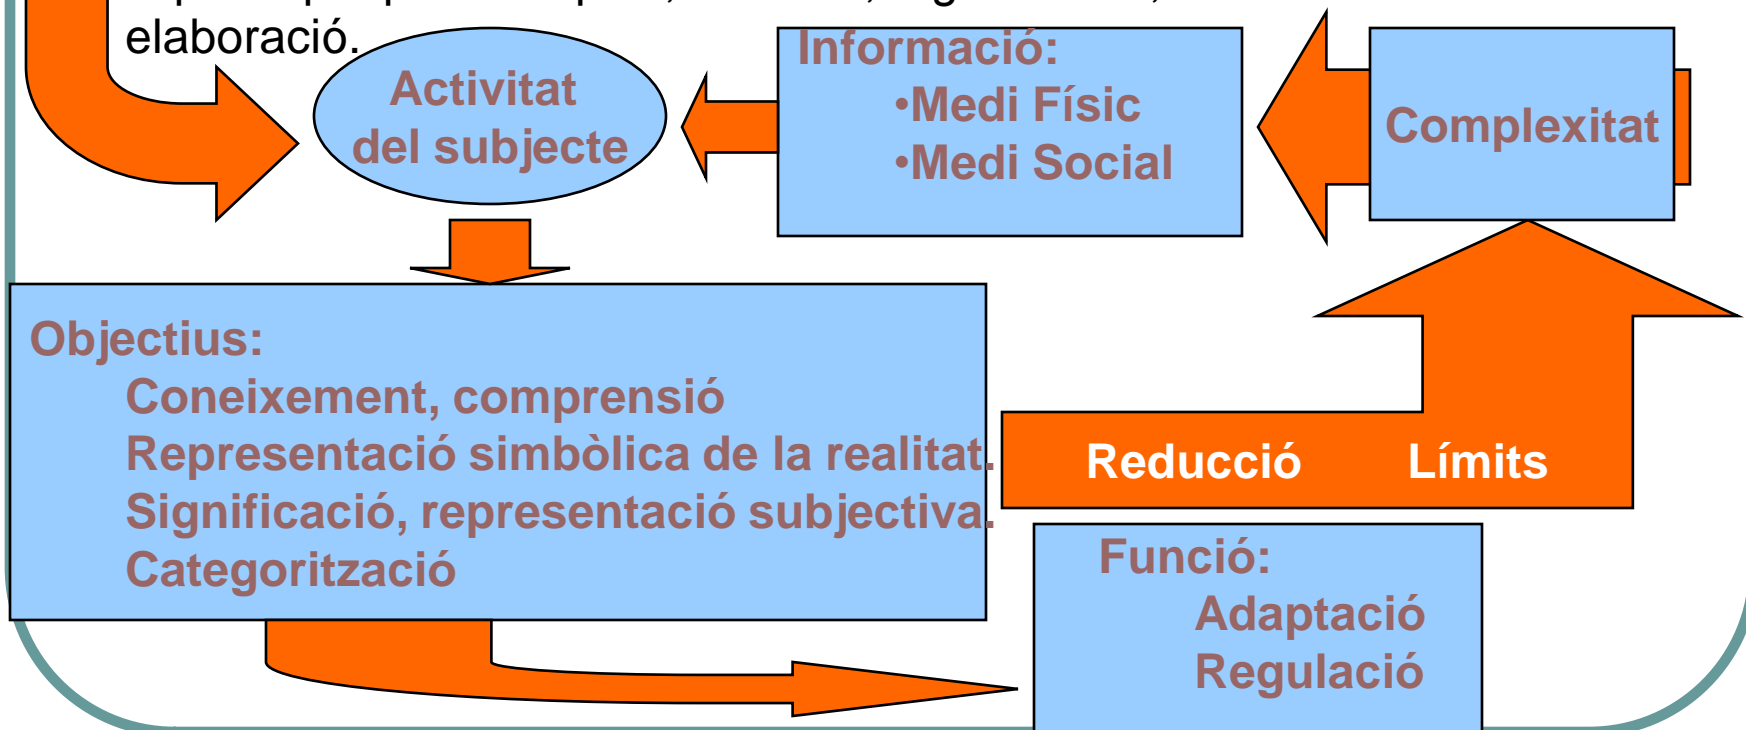 elaboració.
Activitat
del subjecte
Informació:
•Medi Físic
•Medi Social
Complexitat
Objectius:
Coneixement, comprensió
Representació simbòlica de la realitat.
Significació, representació subjectiva.
Categorització
Reducció Límits
Funció:
Adaptació
Regulació